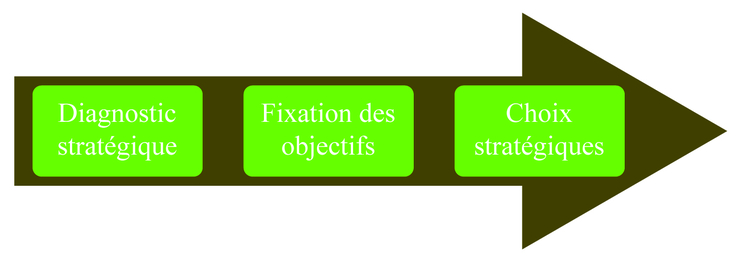 Diagnostic
stratégique
Fixation des
objectifs
Choix
stratégiques